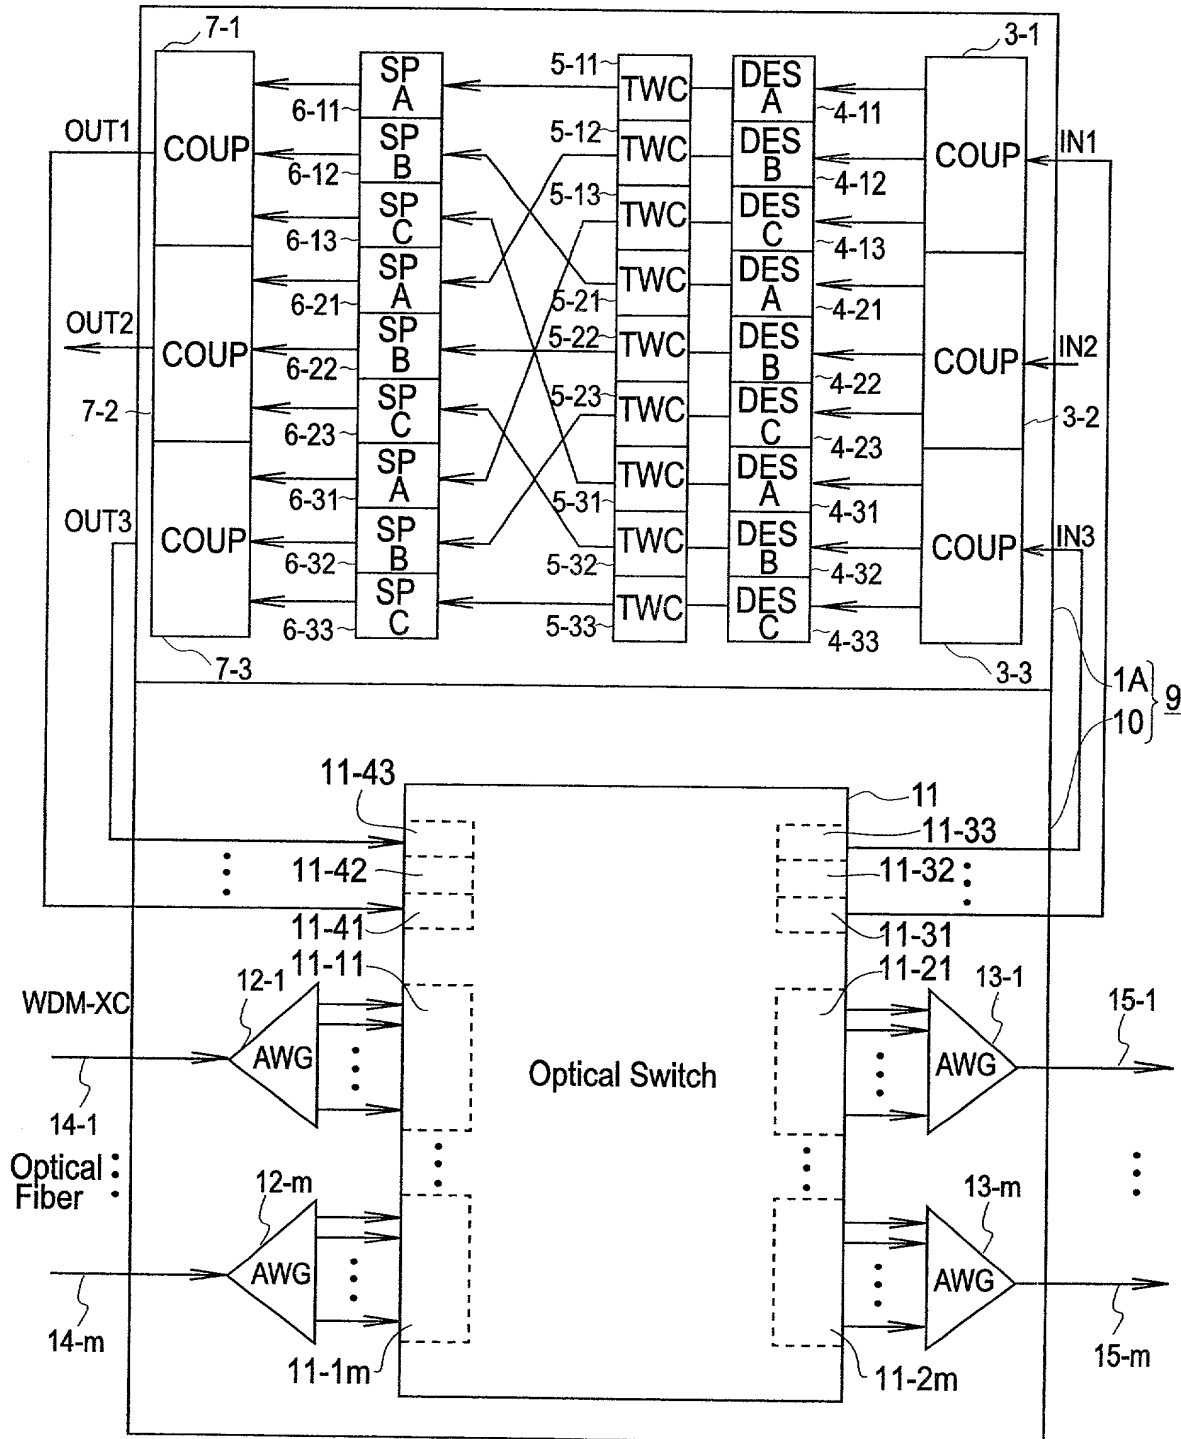 7-1
3-1
COUP
COUP
COUP
7-2
7-3
OUT1
OUT2
OUT3
SP A
SP B
SP C
SP A
SP B
SP C
SP A
SP B
SP C
6-11
6-12
6-13
6-21
6-22
6-23
6-31
6-32
6-33
5-11
5-12
5-13
5-21
5-22
5-23
5-31
5-32
5-33
TWC
TWC
TWC
TWC
TWC
TWC
TWC
TWC
TWC
DES A
DES B
DES C
DES A
DES B
DES C
DES A
DES B
DES C
4-11
4-12
4-13
4-21
4-22
4-23
4-31
4-32
4-33
COUP
COUP
COUP
3-2
3-3
IN1
IN2
IN3
1A
10
9
11-43
11-42
11-41
11-11
11
11-33
11-32
11-31
11-21
WDM-XC
12-1
AWG
14-1
Optical
Fiber
12-m
AWG
14-m
11-1m
Optical Switch
13-1
AWG
15-1
13-m
AWG
15-m
11-2m